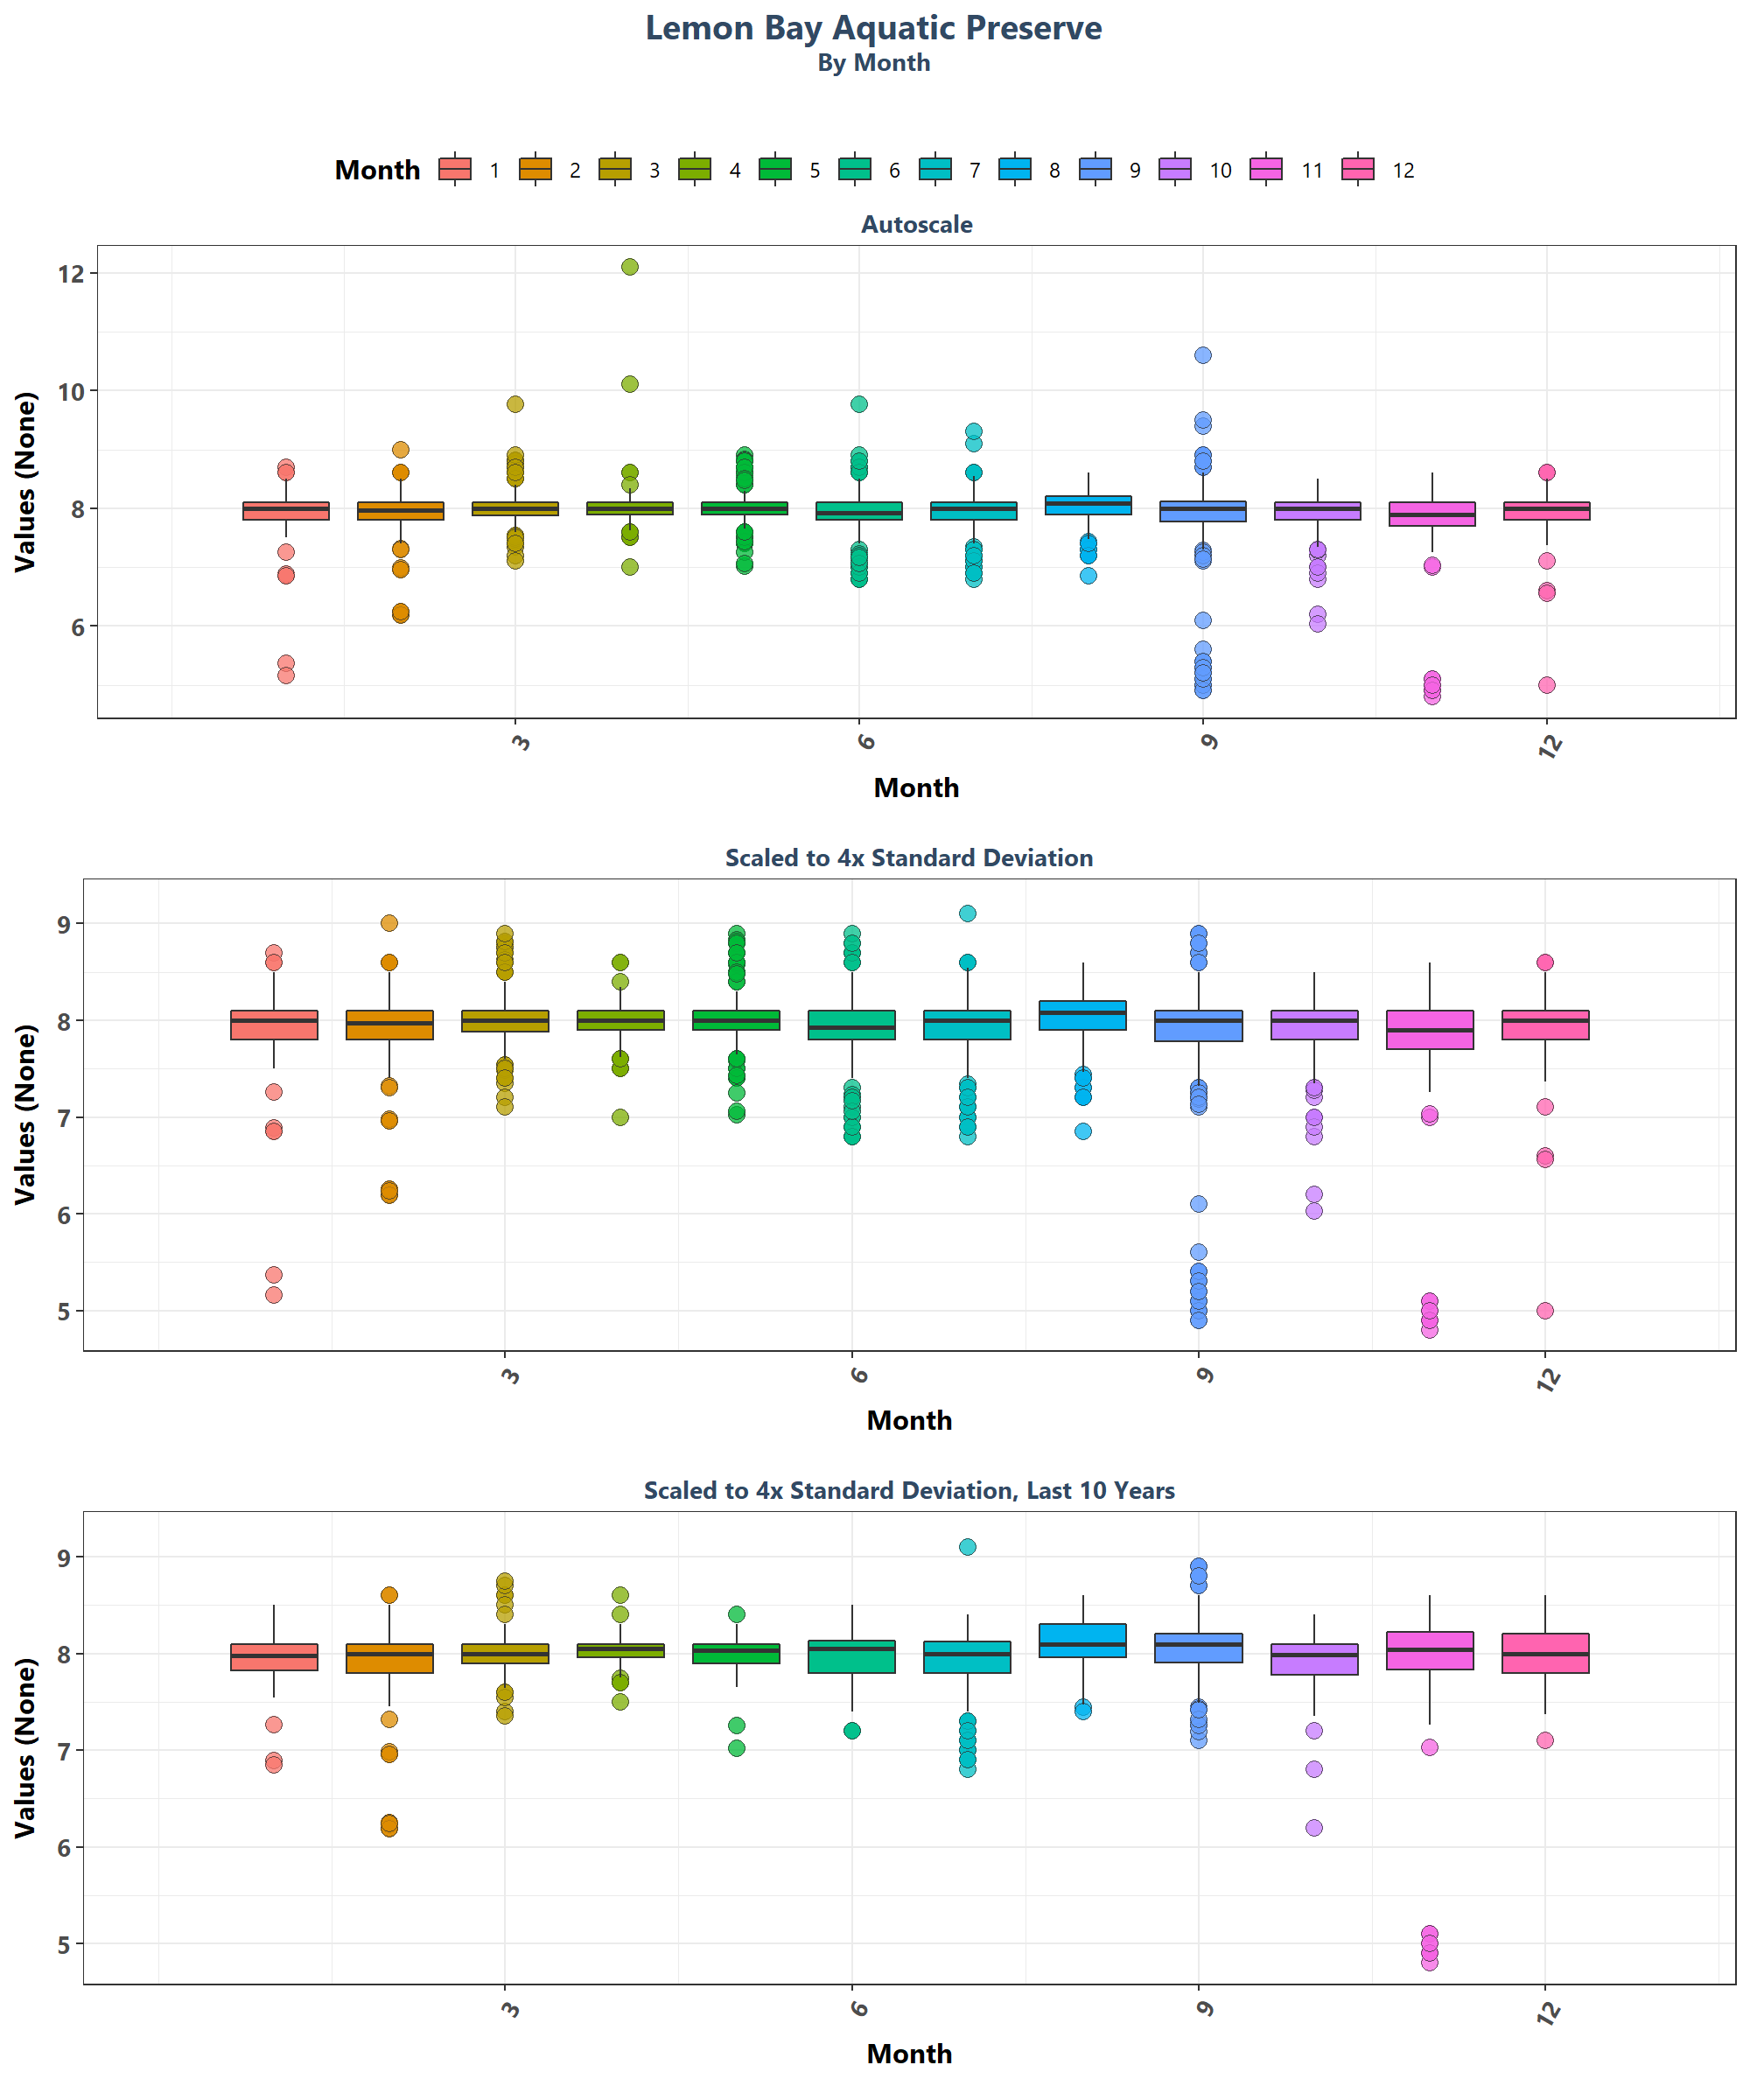 Lemon Bay Aquatic Preserve
By Month
Month 1 2 3 4 5 6 7 8 9 10 11 12
Autoscale
Values (None)
12
10
8
6
3 6 9 12
Month
Scaled to 4x Standard Deviation
Values (None)
9
8
7
6
5
3 6 9 12
Month
Scaled to 4x Standard Deviation, Last 10 Years
Values (None)
9
8
7
6
5
3 6 9 12
Month